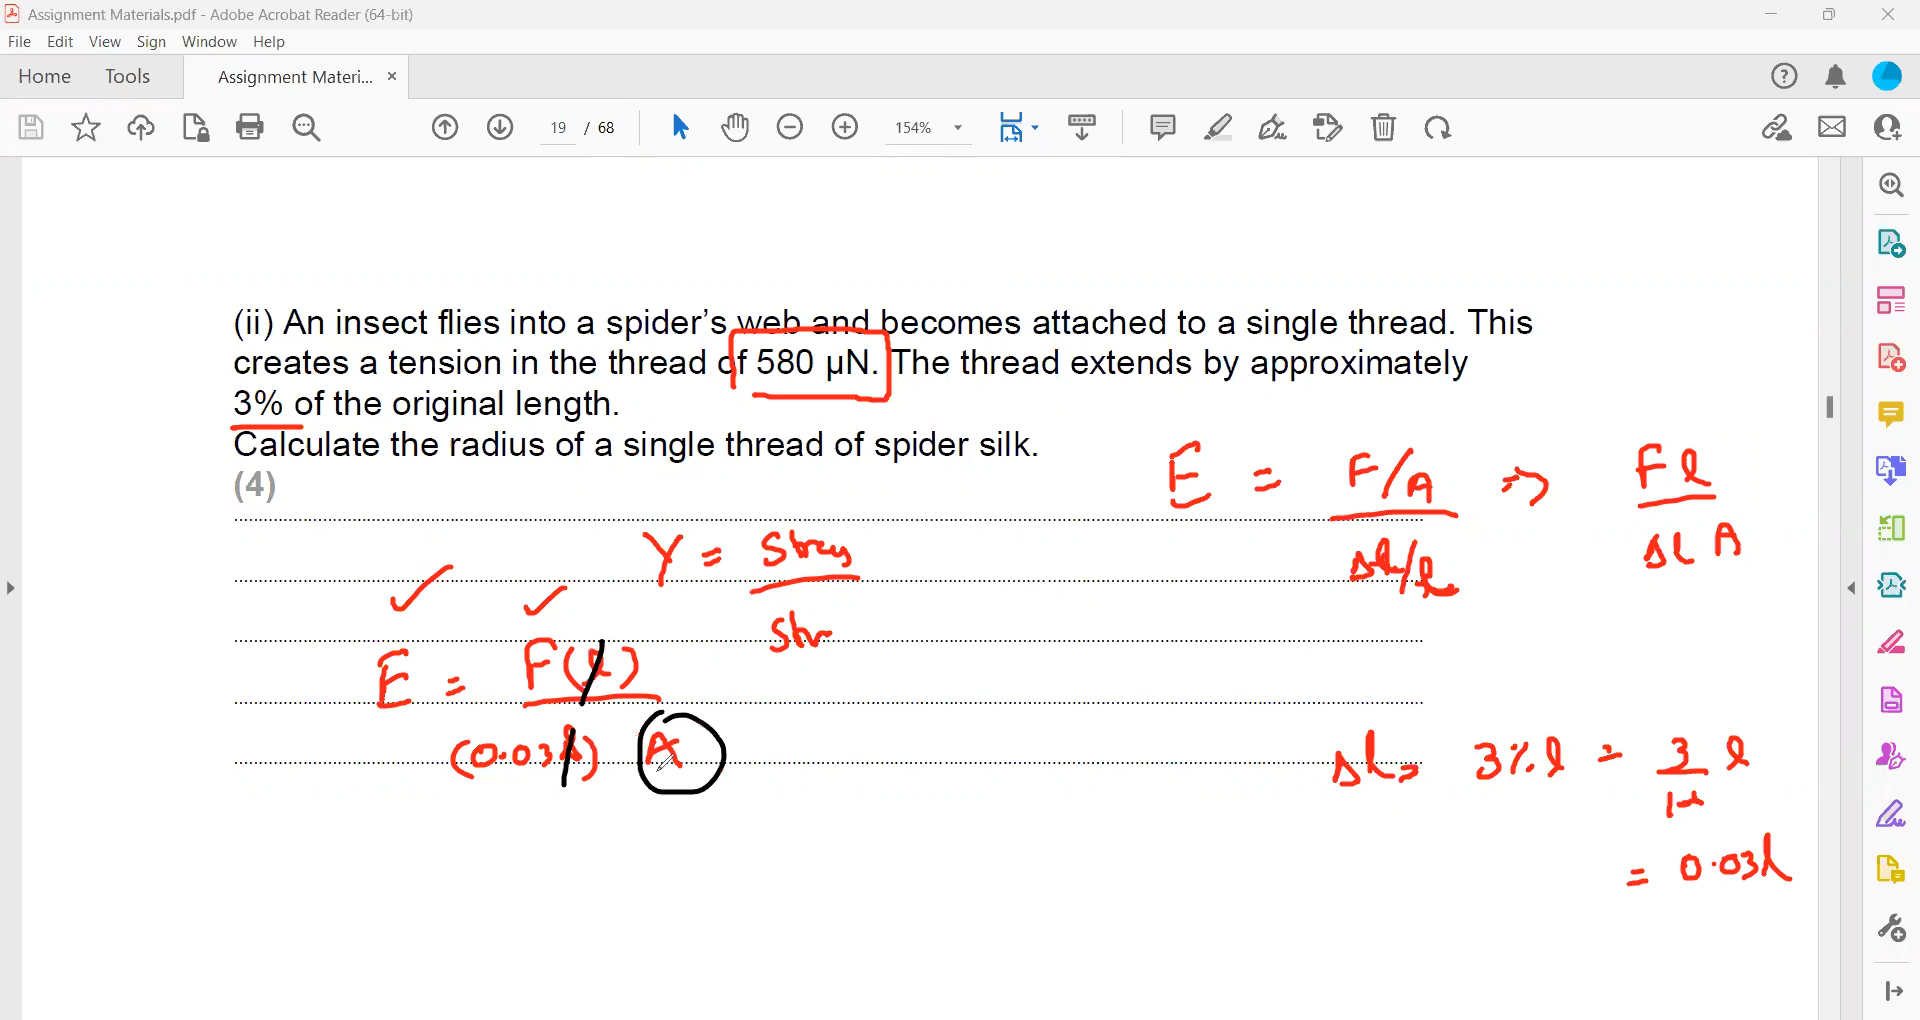 Assignment Materials.pdf - Adobe Acrobat Reader (64-bit)
File Edit View Sign Window Help
Home Tools Assignment Materi... ×
19 / 68 154%
(ii) An insect flies into a spider's web and becomes attached to a single thread. This
creates a tension in the thread of 580 µN. The thread extends by approximately
3% of the original length.
Calculate the radius of a single thread of spider silk.
(4)
E = F/A ⇒ Fl
Δl/l Δl A
Y = Stress
Str
E = F(l)
(0.03l) A
Δl = 3% l = 3 l
= 0.03l